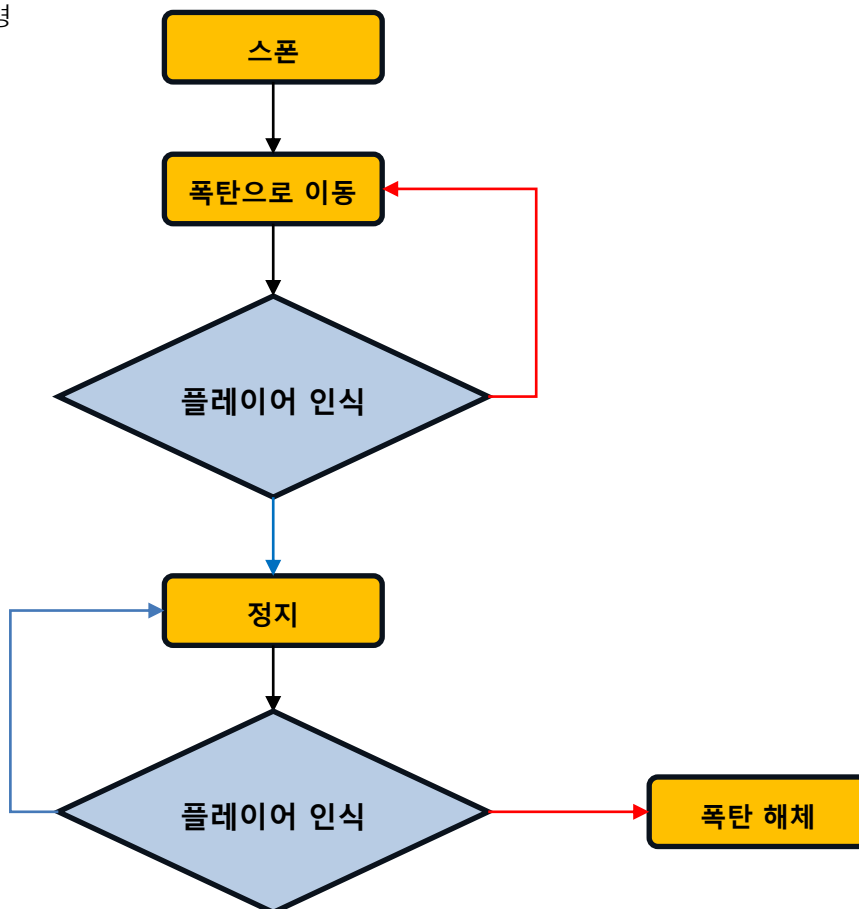 스폰
폭탄으로 이동
플레이어 인식
정지
플레이어 인식
폭탄 해체